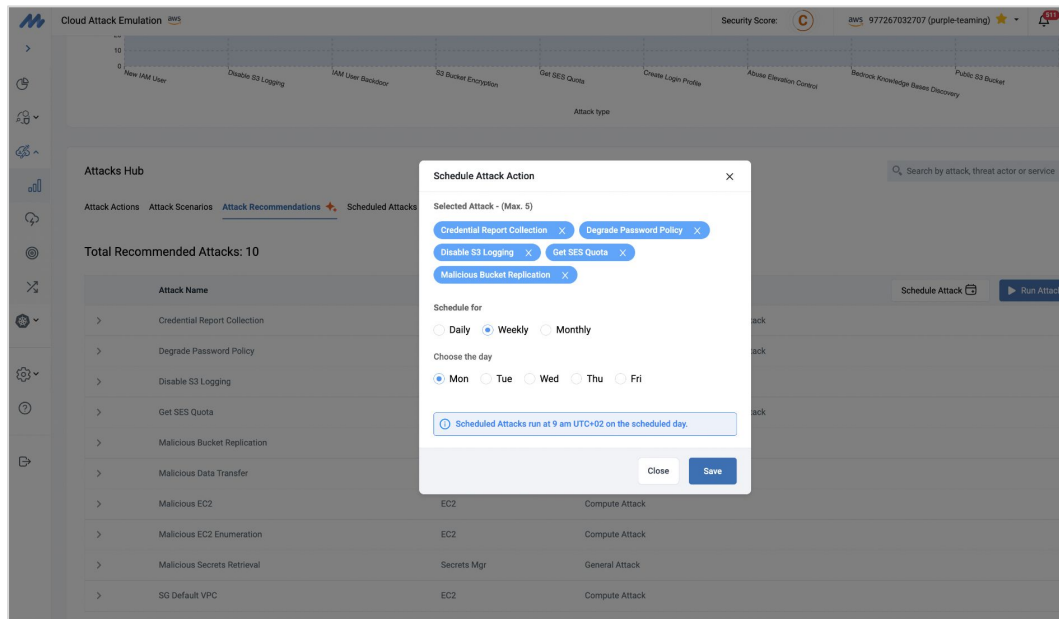 Cloud Attack Emulation aws
Security Score: C aws 977267032707 (purple-teaming) 511
10
0
New IAM User Disable S3 Logging IAM User Backdoor S3 Bucket Encryption Get SES Quota Create Login Profile Abuse Elevation Control Bedrock Knowledge Bases Discovery Public S3 Bucket
Attack type
Attacks Hub
Search by attack, threat actor or service
Attack Actions Attack Scenarios Attack Recommendations Scheduled Attacks
Total Recommended Attacks: 10
Attack Name
Schedule Attack Run Attac
Credential Report Collection ack
Degrade Password Policy ack
Disable S3 Logging
Get SES Quota ack
Malicious Bucket Replication
Malicious Data Transfer
Malicious EC2 EC2 Compute Attack
Malicious EC2 Enumeration EC2 Compute Attack
Malicious Secrets Retrieval Secrets Mgr General Attack
SG Default VPC EC2 Compute Attack
Schedule Attack Action
Selected Attack - (Max. 5)
Credential Report Collection X Degrade Password Policy X
Disable S3 Logging X Get SES Quota X
Malicious Bucket Replication X
Schedule for
Daily Weekly Monthly
Choose the day
Mon Tue Wed Thu Fri
Scheduled Attacks run at 9 am UTC+02 on the scheduled day.
Close Save